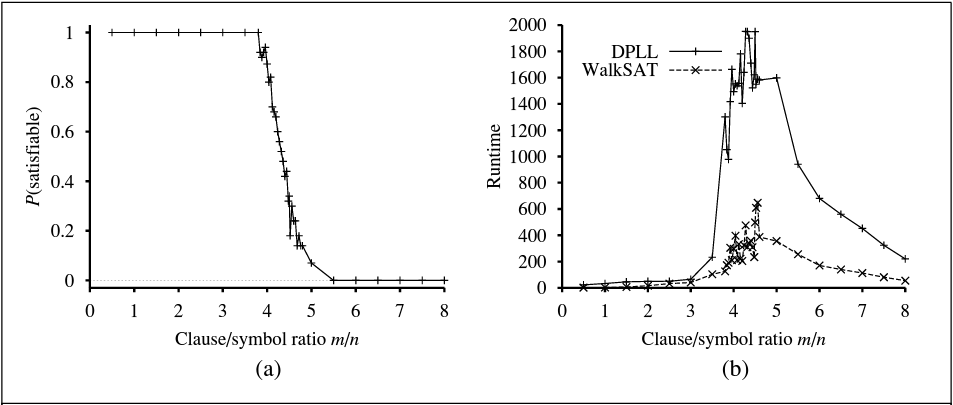 1
0.8
0.6
0.4
0.2
0
P(satisfiable)
0 1 2 3 4 5 6 7 8
Clause/symbol ratio m/n
(a)
2000
1800
1600
1400
1200
1000
800
600
400
200
0
Runtime
DPLL
WalkSAT
0 1 2 3 4 5 6 7 8
Clause/symbol ratio m/n
(b)